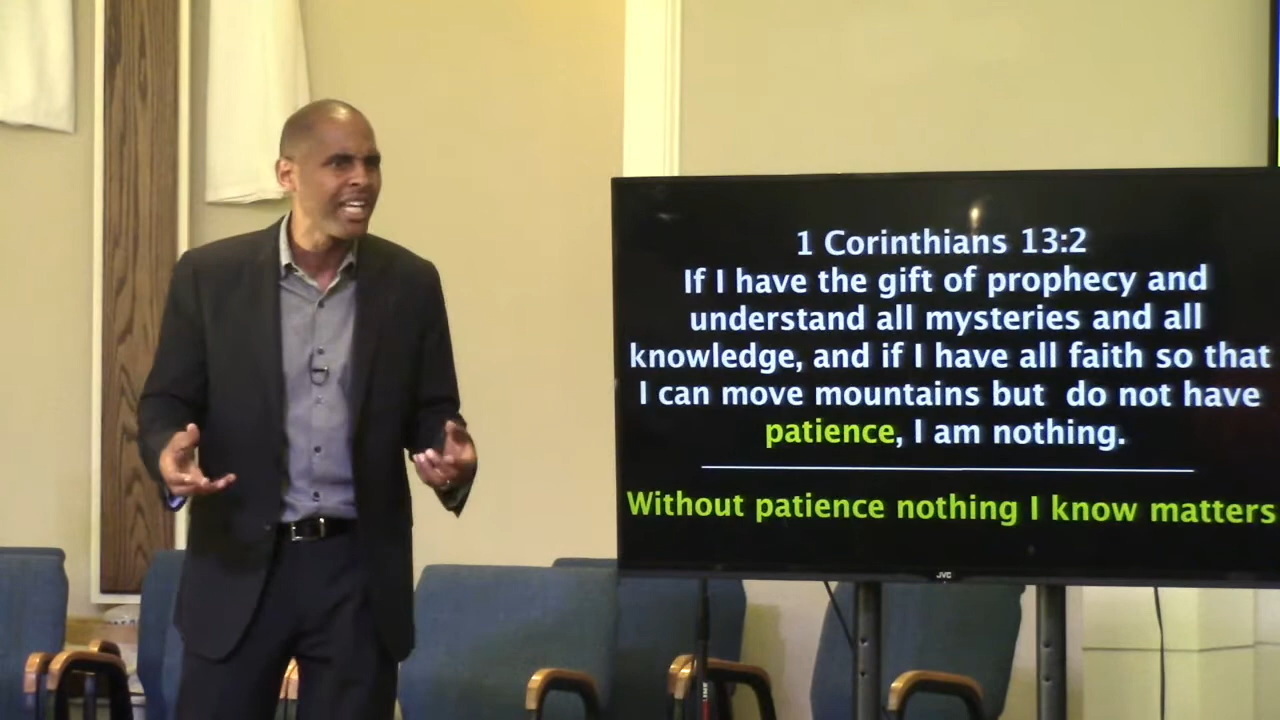 1 Corinthians 13:2
If I have the gift of prophecy and
understand all mysteries and all
knowledge, and if I have all faith so that
I can move mountains but  do not have
patience, I am nothing.
Without patience nothing I know matters
JVC